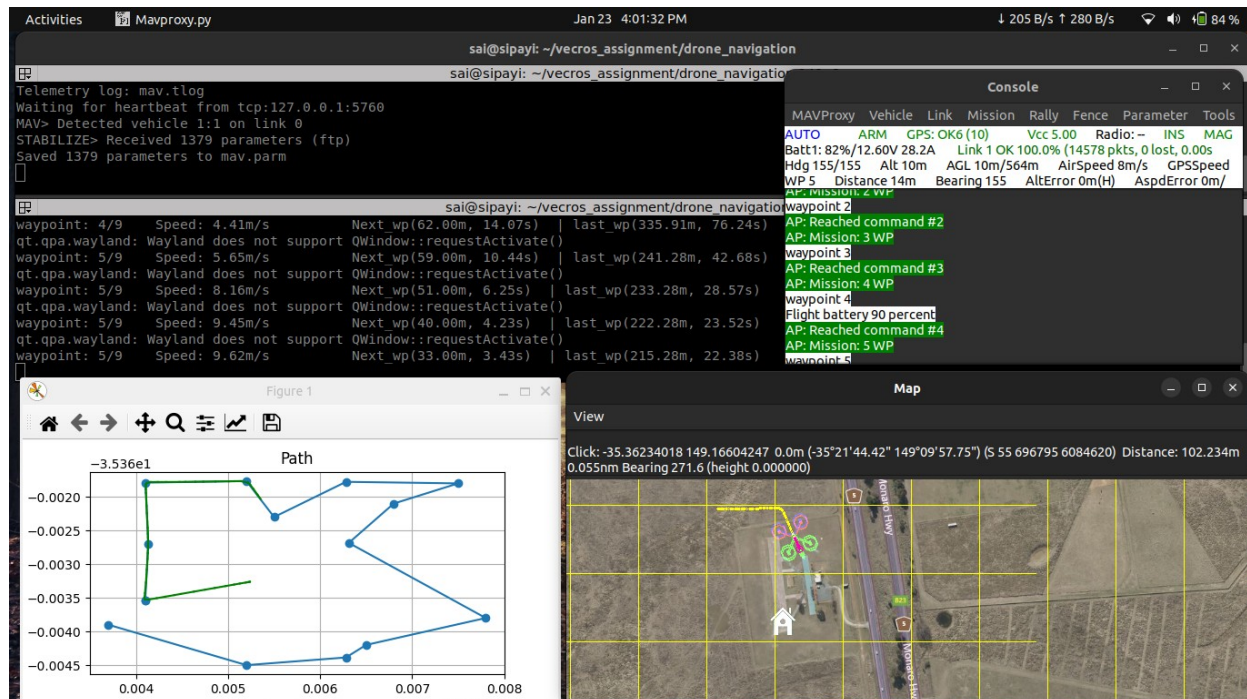 Activities Mavproxy.py Jan 23 4:01:32 PM ↓ 205 B/s ↑ 280 B/s 84 %
sai@sipayi: ~/vecros_assignment/drone_navigation
sai@sipayi: ~/vecros_assignment/drone_navigatio
Telemetry log: mav.tlog
Waiting for heartbeat from tcp:127.0.0.1:5760
MAV> Detected vehicle 1:1 on link 0
STABILIZE> Received 1379 parameters (ftp)
Saved 1379 parameters to mav.parm
sai@sipayi: ~/vecros_assignment/drone_navigation
waypoint: 4/9 Speed: 4.41m/s Next_wp(62.00m, 14.07s) | last_wp(335.91m, 76.24s)
qt.qpa.wayland: Wayland does not support QWindow::requestActivate()
waypoint: 5/9 Speed: 5.65m/s Next_wp(59.00m, 10.44s) | last_wp(241.28m, 42.68s)
qt.qpa.wayland: Wayland does not support QWindow::requestActivate()
waypoint: 5/9 Speed: 8.16m/s Next_wp(51.00m, 6.25s) | last_wp(233.28m, 28.57s)
qt.qpa.wayland: Wayland does not support QWindow::requestActivate()
waypoint: 5/9 Speed: 9.45m/s Next_wp(40.00m, 4.23s) | last_wp(222.28m, 23.52s)
qt.qpa.wayland: Wayland does not support QWindow::requestActivate()
waypoint: 5/9 Speed: 9.62m/s Next_wp(33.00m, 3.43s) | last_wp(215.28m, 22.38s)
Console
MAVProxy Vehicle Link Mission Rally Fence Parameter Tools
AUTO ARM GPS: OK6 (10) Vcc 5.00 Radio: -- INS MAG
Batt1: 82%/12.60V 28.2A Link 1 OK 100.0% (14578 pkts, 0 lost, 0.00s
Hdg 155/155 Alt 10m AGL 10m/564m AirSpeed 8m/s GPSSpeed
WP 5 Distance 14m Bearing 155 AltError 0m(H) AspdError 0m/
AP: Mission: 2 WP
waypoint 2
AP: Reached command #2
AP: Mission: 3 WP
waypoint 3
AP: Reached command #3
AP: Mission: 4 WP
waypoint 4
Flight battery 90 percent
AP: Reached command #4
AP: Mission: 5 WP
waypoint 5
Figure 1
Path
−3.536e1
−0.0020
−0.0025
−0.0030
−0.0035
−0.0040
−0.0045
0.004 0.005 0.006 0.007 0.008
Map
View
Click: -35.36234018 149.16604247 0.0m (-35°21'44.42" 149°09'57.75") (S 55 696795 6084620) Distance: 102.234m
0.055nm Bearing 271.6 (height 0.000000)
Monaro Hwy
5
823
5
Monaro Hwy